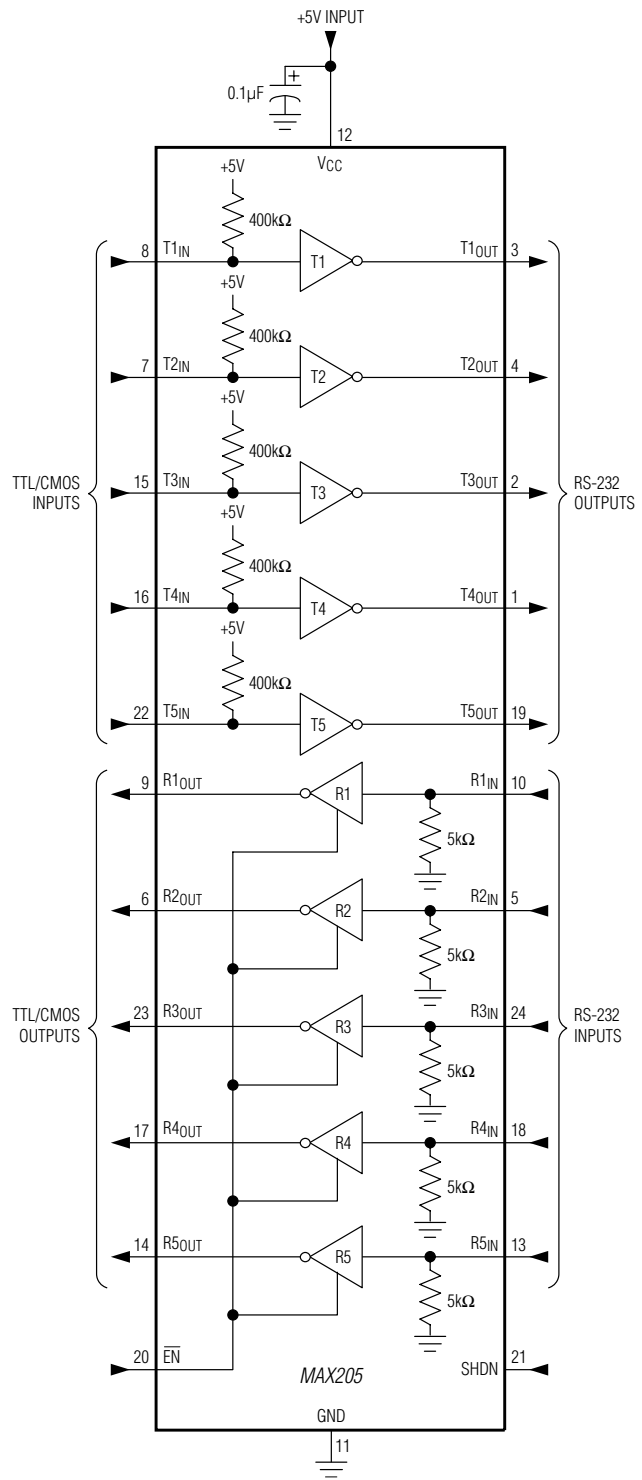 +5V INPUT
0.1µF
+
12
VCC
+5V
400kΩ
8 T1IN T1 T1OUT 3
+5V
400kΩ
7 T2IN T2 T2OUT 4
+5V
400kΩ
TTL/CMOS INPUTS
15 T3IN T3 T3OUT 2
RS-232 OUTPUTS
+5V
400kΩ
16 T4IN T4 T4OUT 1
+5V
400kΩ
22 T5IN T5 T5OUT 19
9 R1OUT R1 R1IN 10
5kΩ
6 R2OUT R2 R2IN 5
5kΩ
TTL/CMOS OUTPUTS
23 R3OUT R3 R3IN 24
RS-232 INPUTS
5kΩ
17 R4OUT R4 R4IN 18
5kΩ
14 R5OUT R5 R5IN 13
5kΩ
20 E̅N̅ MAX205 SHDN 21
GND
11